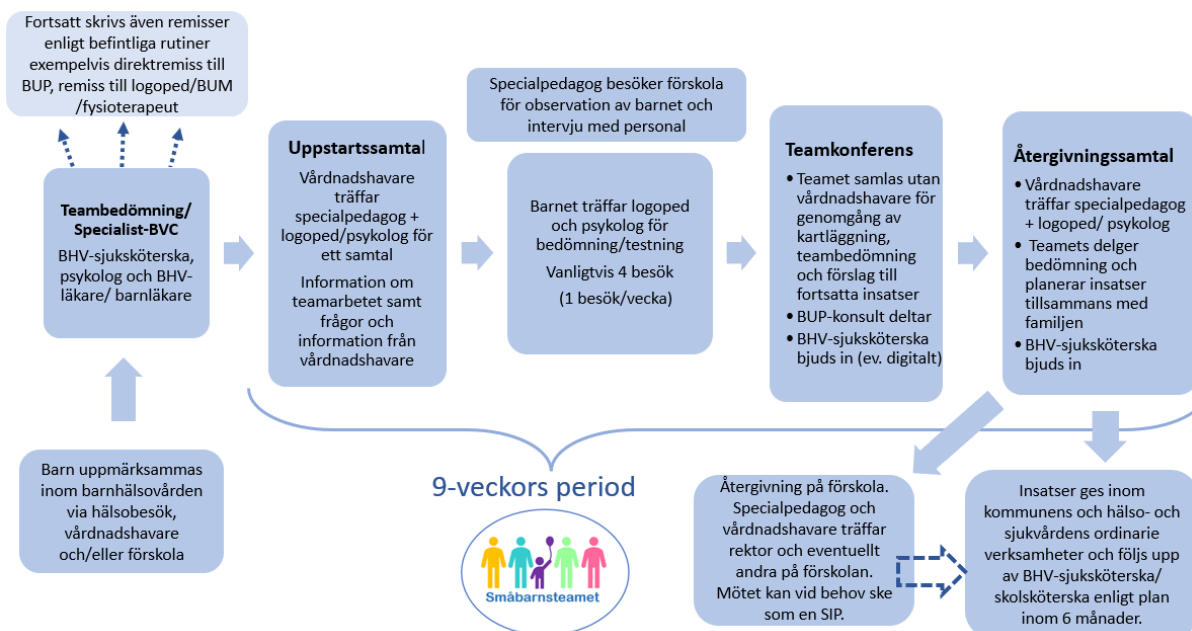 Fortsatt skrivs även remisser
enligt befintliga rutiner
exempelvis direktremiss till
BUP, remiss till logoped/BUM
/fysioterapeut
Teambedömning/
Specialist-BVC
BHV-sjuksköterska,
psykolog och BHV-
läkare/ barnläkare
Barn uppmärksammas
inom barnhälsovården
via hälsobesök,
vårdnadshavare
och/eller förskola
Uppstartssamtal
Vårdnadshavare
träffar
specialpedagog +
logoped/psykolog för
ett samtal
Information om
teamarbetet samt
frågor och
information från
vårdnadshavare
Specialpedagog besöker förskola
för observation av barnet och
intervju med personal
Barnet träffar logoped
och psykolog för
bedömning/testning
Vanligtvis 4 besök
(1 besök/vecka)
Teamkonferens
• Teamet samlas utan
vårdnadshavare för
genomgång av
kartläggning,
teambedömning
och förslag till
fortsatta insatser
• BUP-konsult deltar
• BHV-sjuksköterska
bjuds in (ev. digitalt)
Återgivningssamtal
• Vårdnadshavare
träffar specialpedagog
+ logoped/ psykolog
• Teamets delger
bedömning och
planerar insatser
tillsammans med
familjen
• BHV-sjuksköterska
bjuds in
9-veckors period
Småbarnsteamet
Återgivning på förskola.
Specialpedagog och
vårdnadshavare träffar
rektor och eventuellt
andra på förskolan.
Mötet kan vid behov ske
som en SIP.
Insatser ges inom
kommunens och hälso- och
sjukvårdens ordinarie
verksamheter och följs upp
av BHV-sjuksköterska/
skolsköterska enligt plan
inom 6 månader.